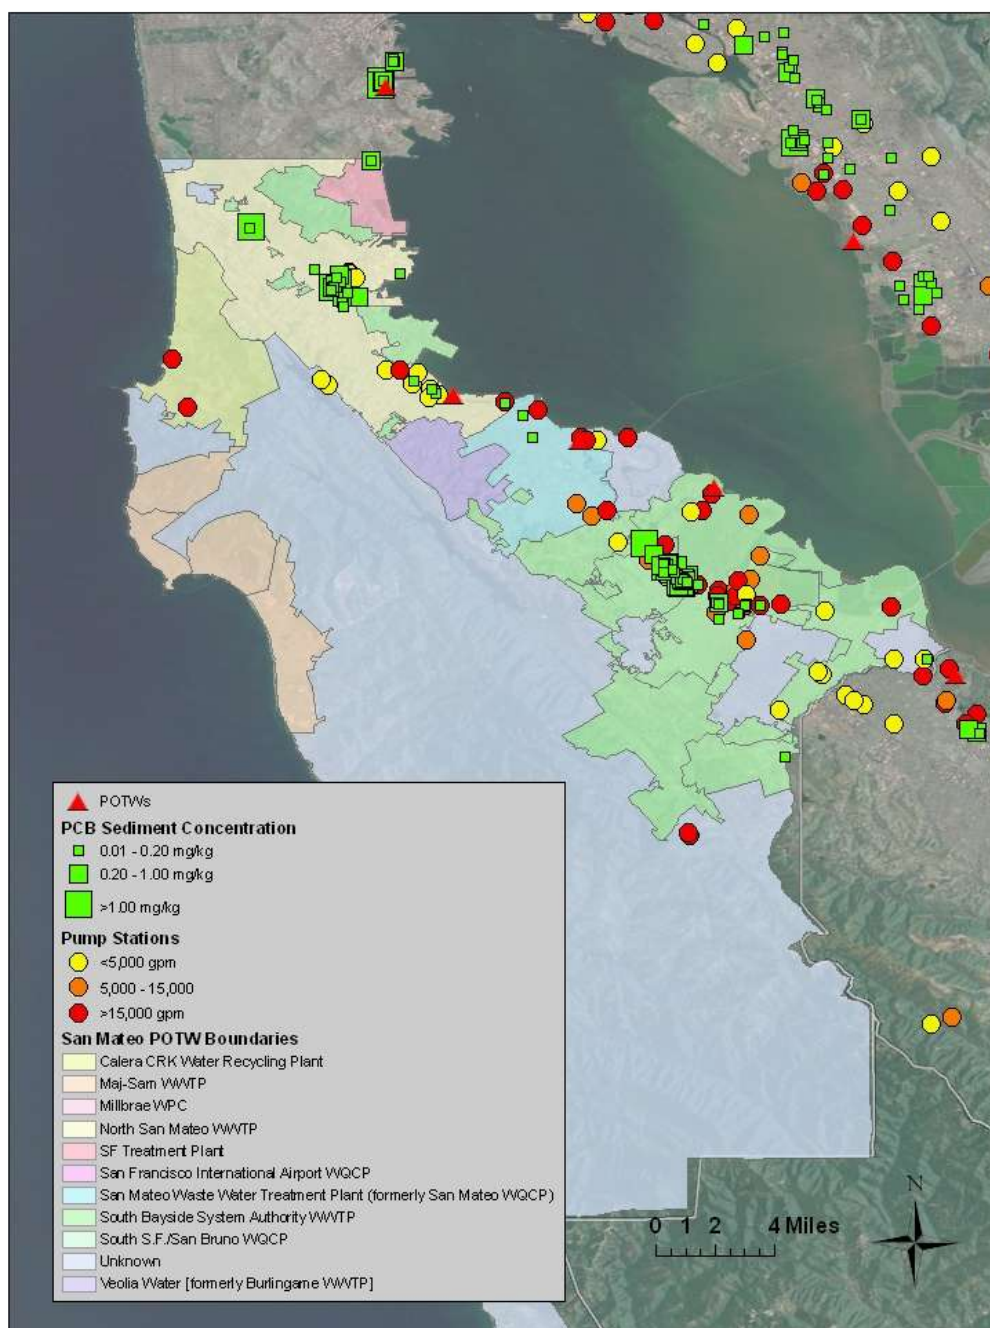 POTWs
PCB Sediment Concentration
0.01 - 0.20 mg/kg
0.20 - 1.00 mg/kg
>1.00 mg/kg
Pump Stations
<5,000 gpm
5,000 - 15,000
>15,000 gpm
San Mateo POTW Boundaries
Calera CRK Water Recycling Plant
Maj-Sam WWTP
Millbrae WPC
North San Mateo WWTP
SF Treatment Plant
San Francisco International Airport WQCP
San Mateo Waste Water Treatment Plant (formerly San Mateo WQCP)
South Bayside System Authority WWTP
South S.F./San Bruno WQCP
Unknown
Veolia Water [formerly Burlingame WWTP]
N
0 1 2 4 Miles